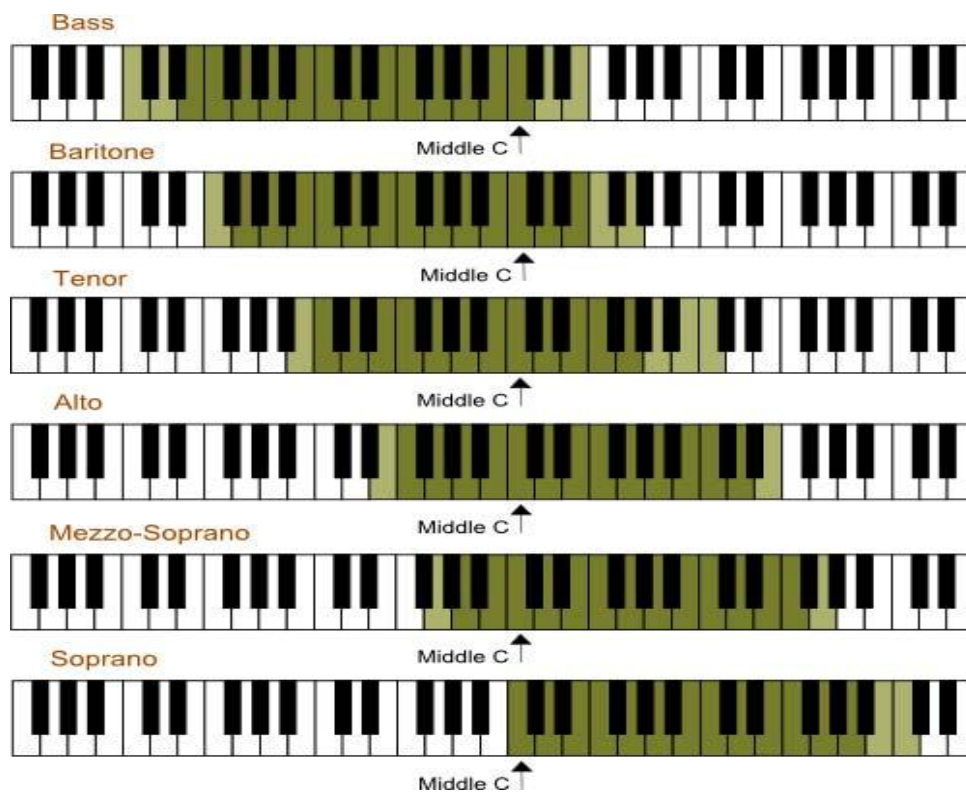 Bass
Middle C
Baritone
Middle C
Tenor
Middle C
Alto
Middle C
Mezzo-Soprano
Middle C
Soprano
Middle C